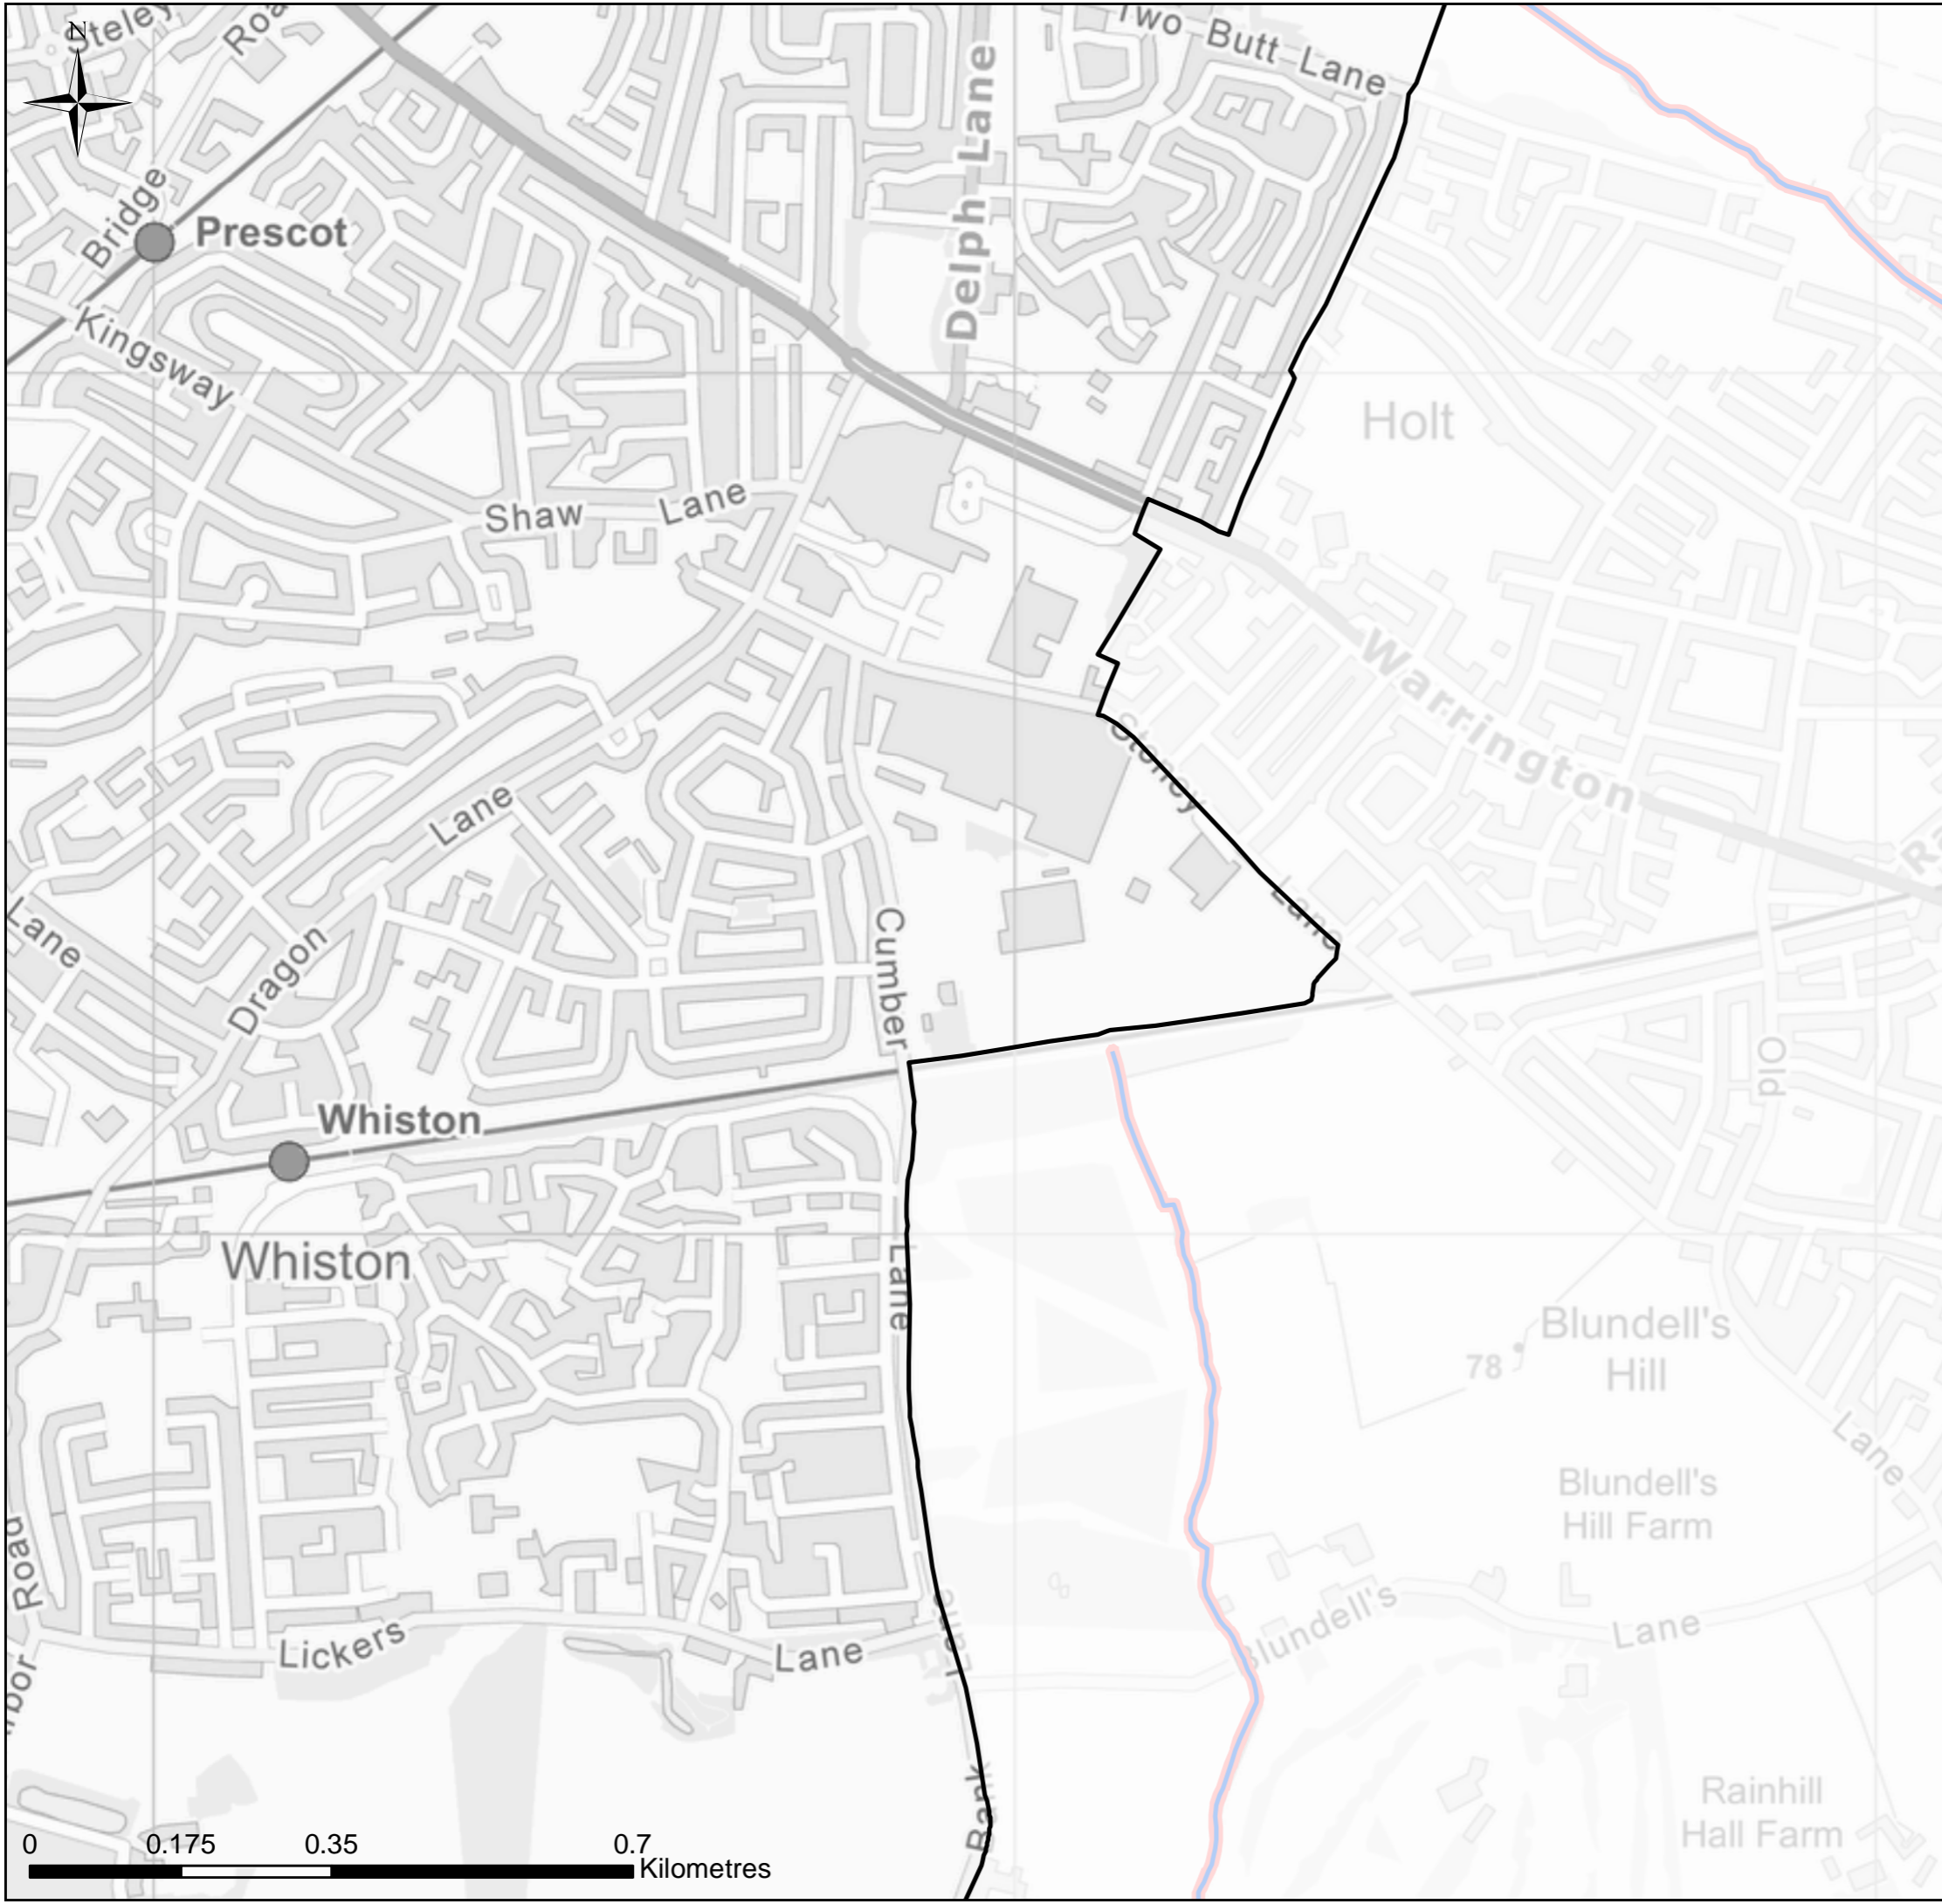 N
Two Butt Lane
Delph Lane
Bridge
Prescot
Kingsway
Holt
Shaw Lane
Warrington
Stoney
Lane
Lane
Lane
Dragon
Cumber
Old
Whiston
Whiston
Lane
Blundell's
Hill
78
Lane
Blundell's
Hill Farm
Road
Blundell's
Lane
Lickers
Lane
Lane
Bank
Rainhill
Hall Farm
0 0.175 0.35 0.7
Kilometres